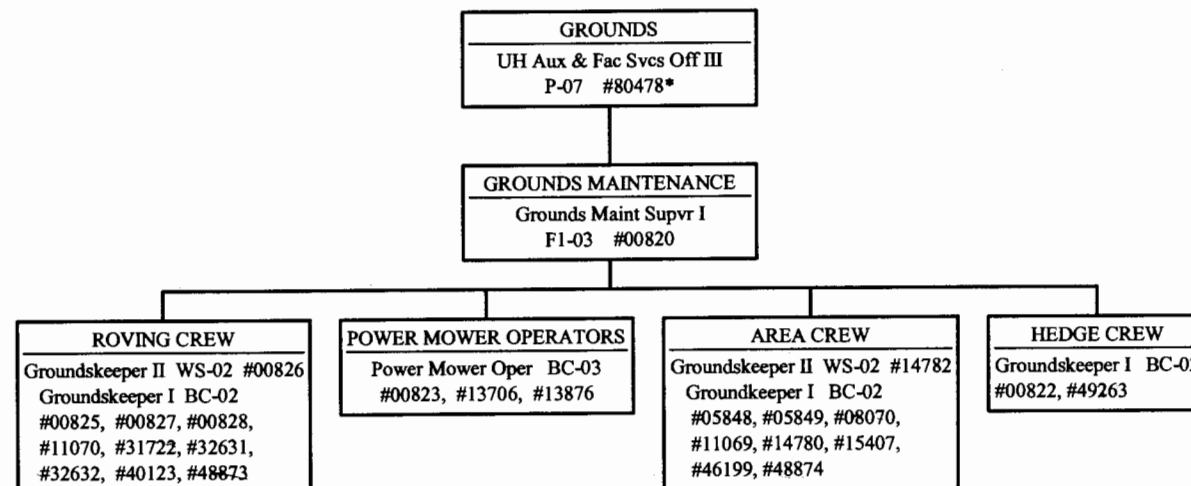 GROUNDS
UH Aux & Fac Svcs Off III
P-07 #80478*
GROUNDS MAINTENANCE
Grounds Maint Supvr I
F1-03 #00820
ROVING CREW
Groundskeeper II WS-02 #00826
Groundskeeper I BC-02
#00825, #00827, #00828,
#11070, #31722, #32631,
#32632, #40123, #48873
POWER MOWER OPERATORS
Power Mower Oper BC-03
#00823, #13706, #13876
AREA CREW
Groundskeeper II WS-02 #14782
Groundkeeper I BC-02
#05848, #05849, #08070,
#11069, #14780, #15407,
#46199, #48874
HEDGE CREW
Groundskeeper I BC-02
#00822, #49263